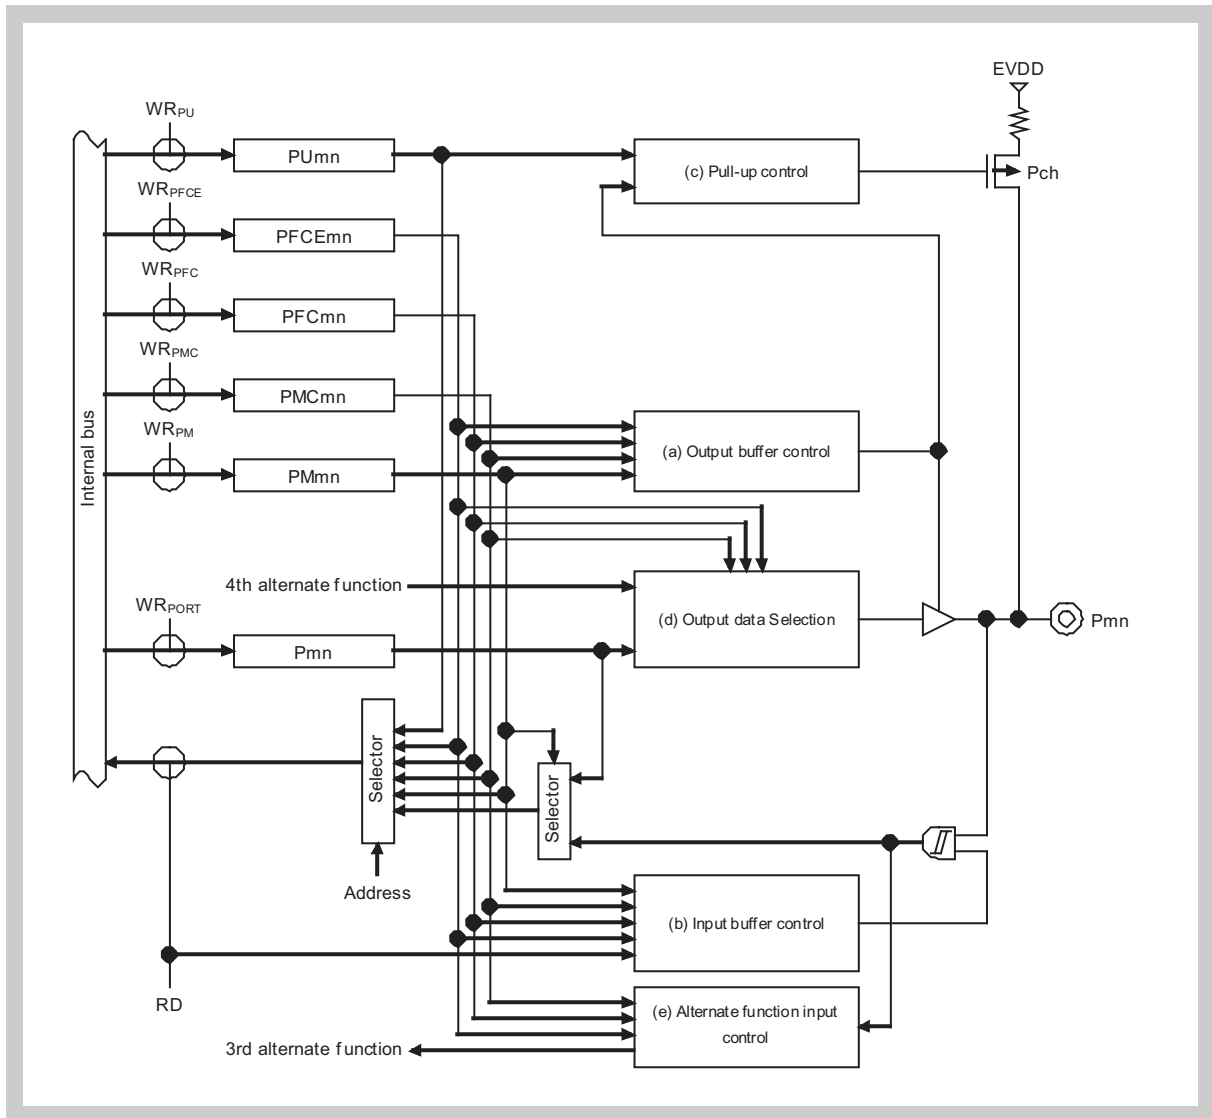 EVDD
WRPU
PUmn
(c) Pull-up control
Pch
WRPFCE
PFCEmn
WRPFC
PFCmn
WRPMC
PMCmn
Internal bus
WRPM
PMmn
(a) Output buffer control
4th alternate function
WRPORT
Pmn
(d) Output data Selection
Pmn
Selector
Selector
Address
(b) Input buffer control
RD
(e) Alternate function input
control
3rd alternate function